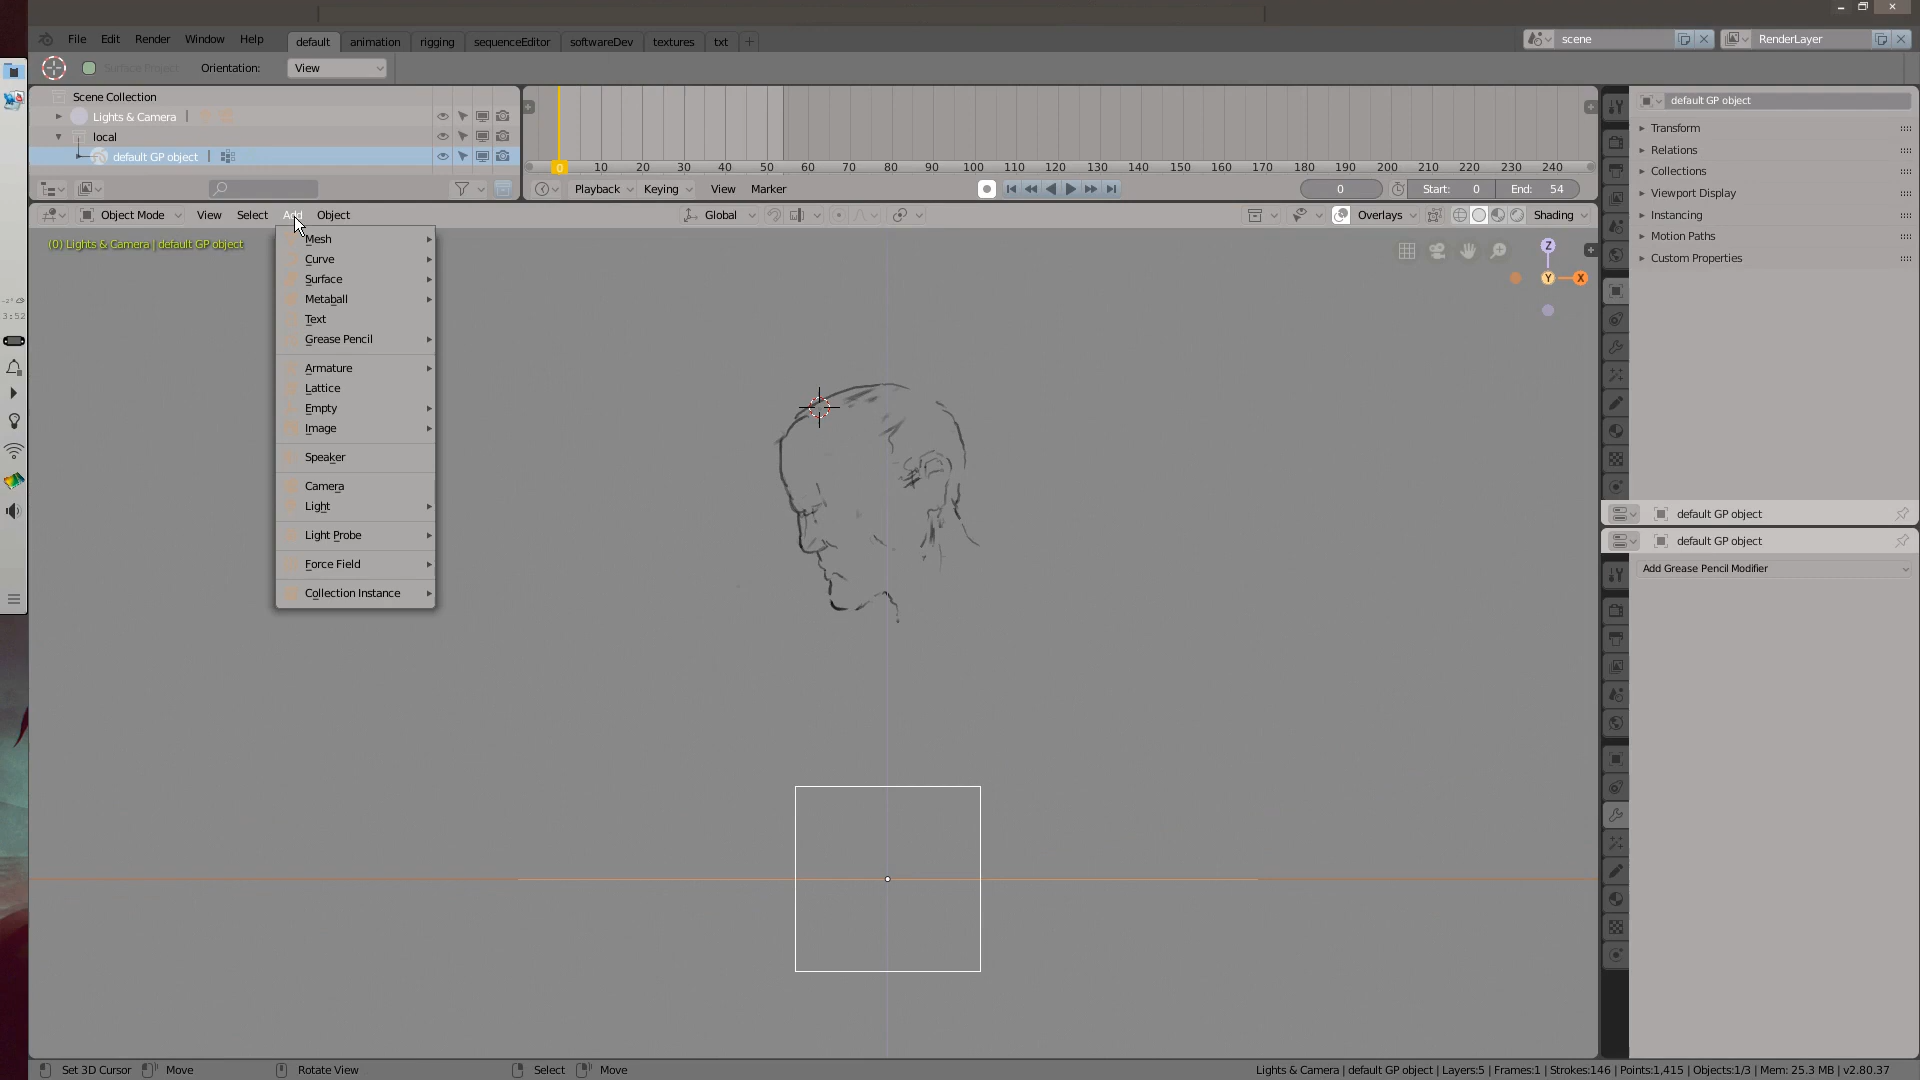 File Edit Render Window Help default animation rigging sequenceEditor softwareDev textures txt + scene RenderLayer
Surface Project Orientation: View
Scene Collection
Lights & Camera
local
default GP object
0 10 20 30 40 50 60 70 80 90 100 110 120 130 140 150 160 170 180 190 200 210 220 230 240
Playback Keying View Marker 0 Start: 0 End: 54
Object Mode View Select Add Object Global Overlays Shading
(0) Lights & Camera | default GP object
Mesh
Curve
Surface
Metaball
Text
Grease Pencil
Armature
Lattice
Empty
Image
Speaker
Camera
Light
Light Probe
Force Field
Collection Instance
Z
Y X
-2°
3:52
default GP object
Transform
Relations
Collections
Viewport Display
Instancing
Motion Paths
Custom Properties
default GP object
default GP object
Add Grease Pencil Modifier
Set 3D Cursor Move Rotate View Select Move Lights & Camera | default GP object | Layers:5 | Frames:1 | Strokes:146 | Points:1,415 | Objects:1/3 | Mem: 25.3 MB | v2.80.37